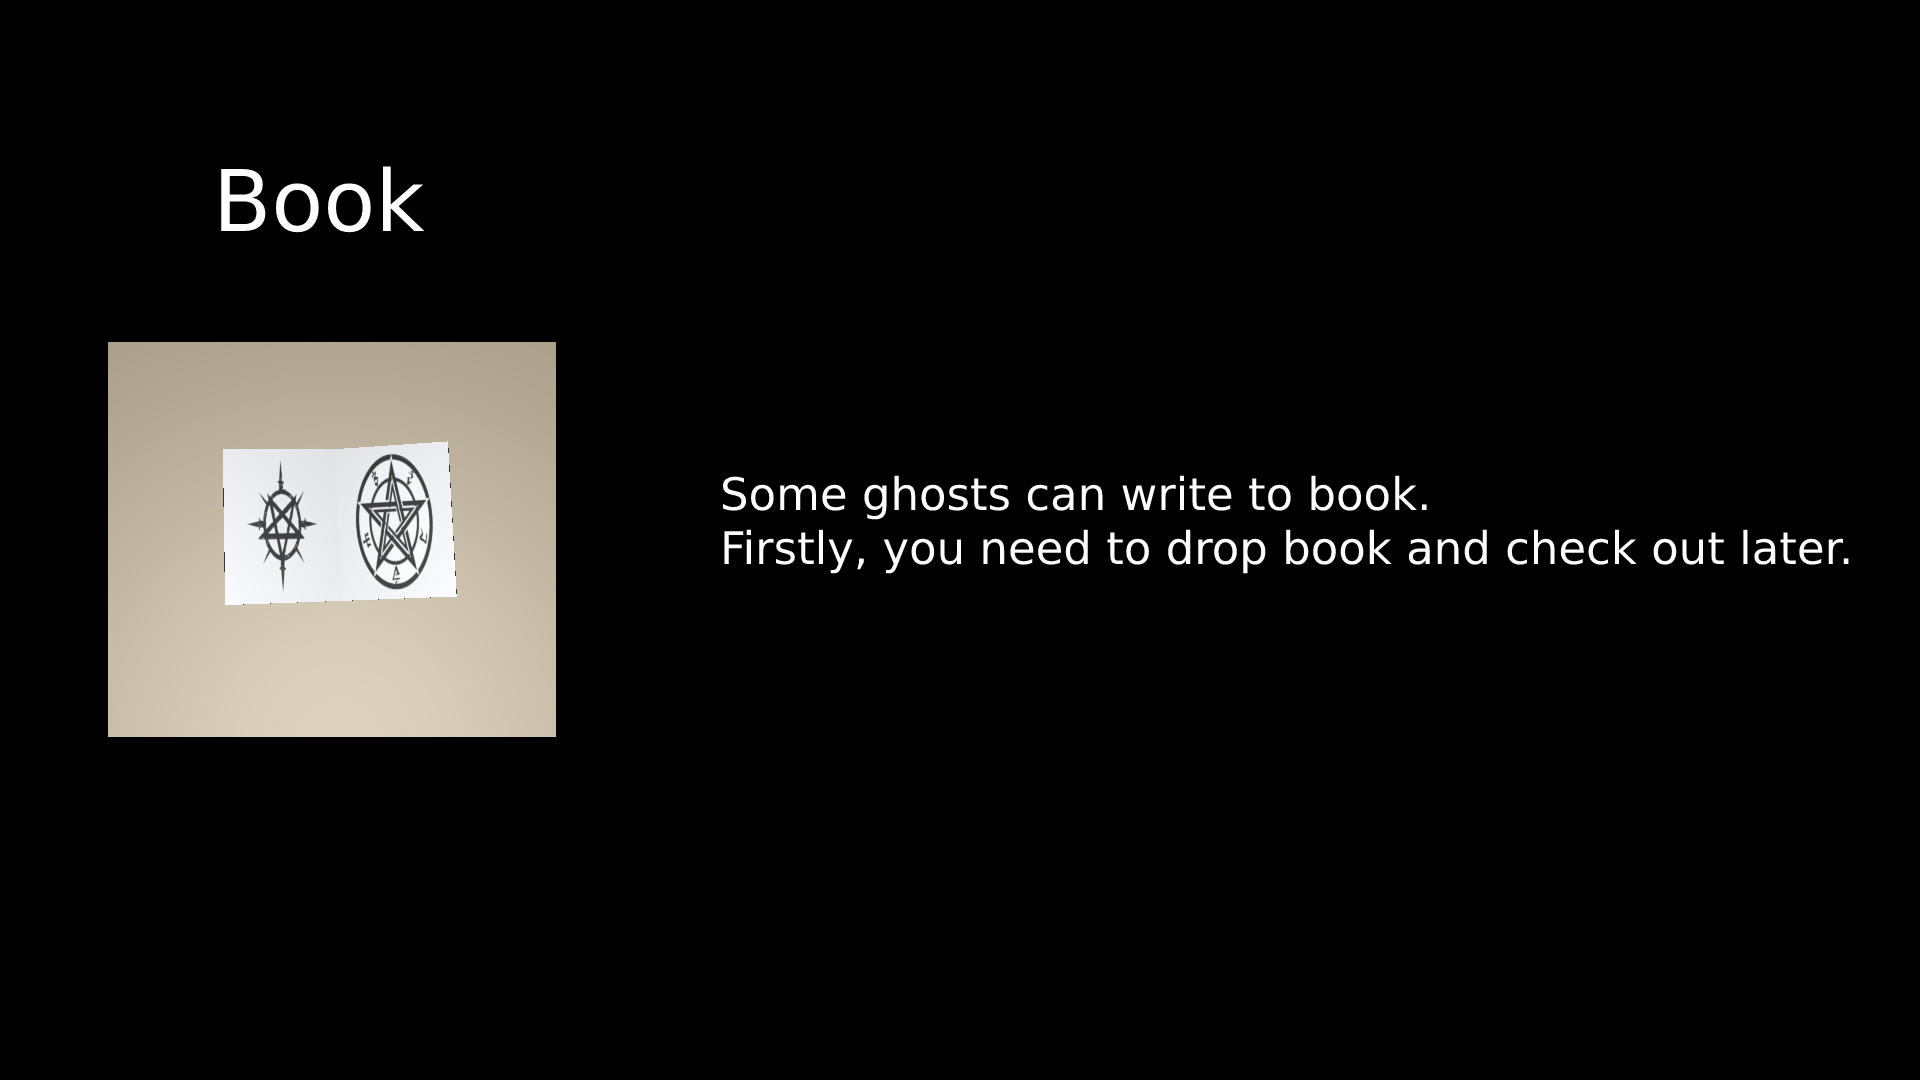 Book
Some ghosts can write to book.
Firstly, you need to drop book and check out later.